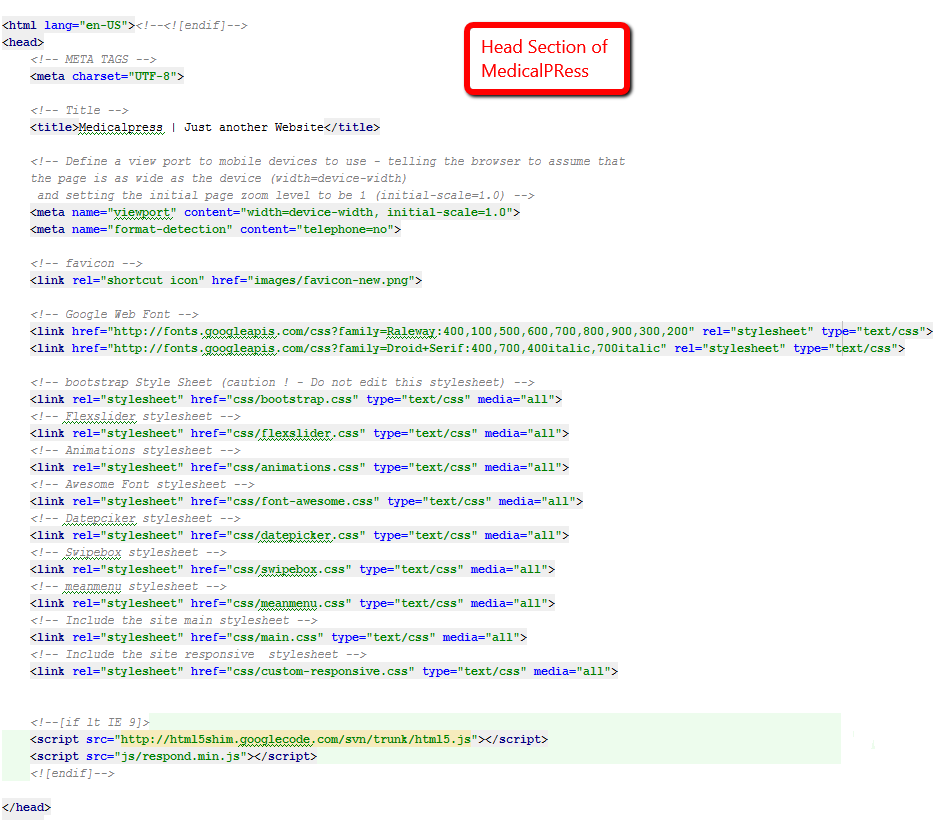 <html lang="en-US"><!--<![endif]-->
<head>
Head Section of
MedicalPRess
<!-- META TAGS -->
<meta charset="UTF-8">
<!-- Title -->
<title>Medicalpress | Just another Website</title>
<!-- Define a view port to mobile devices to use - telling the browser to assume that
the page is as wide as the device (width=device-width)
and setting the initial page zoom level to be 1 (initial-scale=1.0) -->
<meta name="viewport" content="width=device-width, initial-scale=1.0">
<meta name="format-detection" content="telephone=no">
<!-- favicon -->
<link rel="shortcut icon" href="images/favicon-new.png">
<!-- Google Web Font -->
<link href="http://fonts.googleapis.com/css?family=Raleway:400,100,500,600,700,800,900,300,200" rel="stylesheet" type="text/css">
<link href="http://fonts.googleapis.com/css?family=Droid+Serif:400,700,400italic,700italic" rel="stylesheet" type="text/css">
<!-- bootstrap Style Sheet (caution ! - Do not edit this stylesheet) -->
<link rel="stylesheet" href="css/bootstrap.css" type="text/css" media="all">
<!-- Flexslider stylesheet -->
<link rel="stylesheet" href="css/flexslider.css" type="text/css" media="all">
<!-- Animations stylesheet -->
<link rel="stylesheet" href="css/animations.css" type="text/css" media="all">
<!-- Awesome Font stylesheet -->
<link rel="stylesheet" href="css/font-awesome.css" type="text/css" media="all">
<!-- Datepciker stylesheet -->
<link rel="stylesheet" href="css/datepicker.css" type="text/css" media="all">
<!-- Swipebox stylesheet -->
<link rel="stylesheet" href="css/swipebox.css" type="text/css" media="all">
<!-- meanmenu stylesheet -->
<link rel="stylesheet" href="css/meanmenu.css" type="text/css" media="all">
<!-- Include the site main stylesheet -->
<link rel="stylesheet" href="css/main.css" type="text/css" media="all">
<!-- Include the site responsive  stylesheet -->
<link rel="stylesheet" href="css/custom-responsive.css" type="text/css" media="all">
<!--[if lt IE 9]>
<script src="http://html5shim.googlecode.com/svn/trunk/html5.js"></script>
<script src="js/respond.min.js"></script>
<![endif]-->
</head>